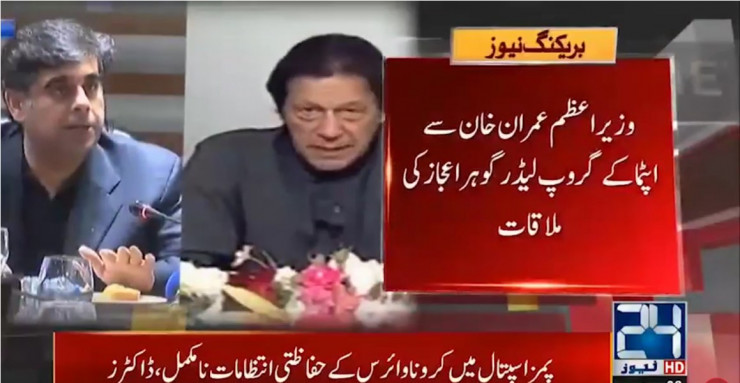 بریکنگ نیوز
وزیراعظم عمران خان سے
اپٹما کے گروپ لیڈر گوہر اعجاز کی
ملاقات
24
نیوز HD
پمز اسپتال میں کرونا وائرس کے حفاظتی انتظامات نامکمل، ڈاکٹرز